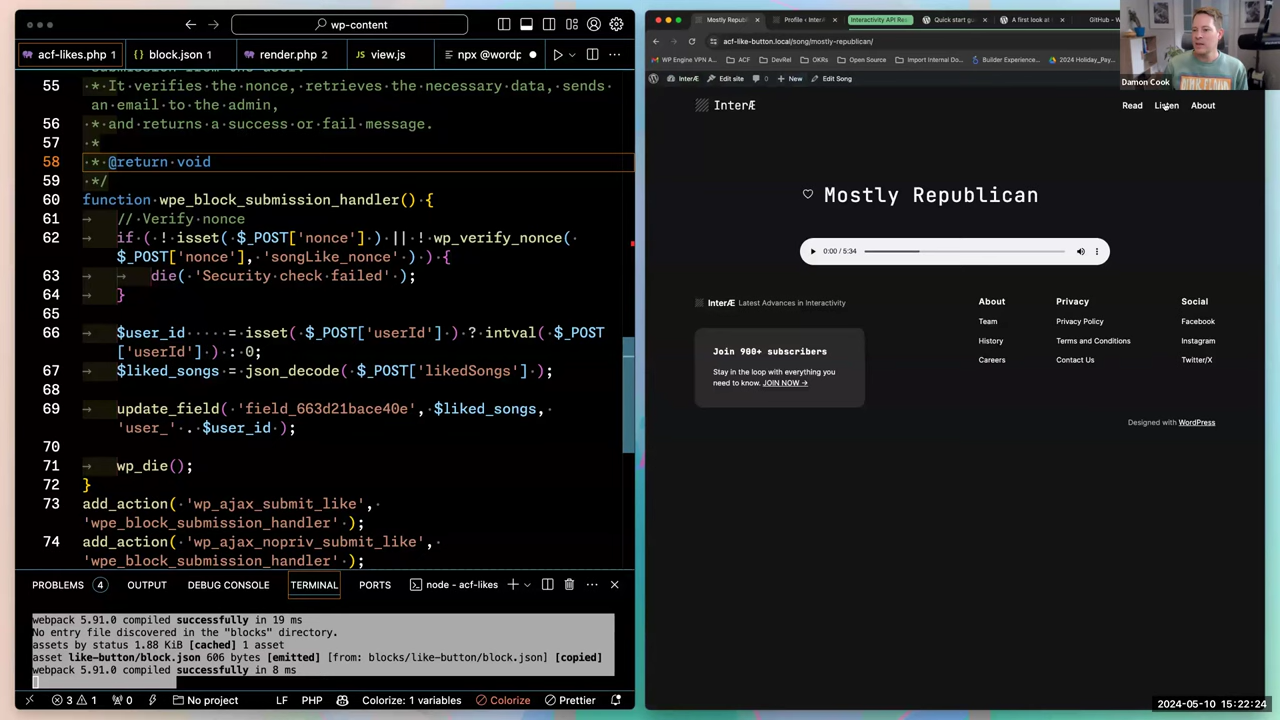 wp-content
acf-likes.php 1
block.json 1
render.php 2
view.js
npx @wordp
55
* It verifies the nonce, retrieves the necessary data, sends
an email to the admin,
56 * and returns a success or fail message.
57 *
58 * @return void
59 */
60 function wpe_block_submission_handler() {
61 // Verify nonce
62 if ( ! isset( $_POST['nonce'] ) || ! wp_verify_nonce(
$_POST['nonce'], 'songLike_nonce' ) ) {
63 die( 'Security check failed' );
64 }
65
66 $user_id = isset( $_POST['userId'] ) ? intval( $_POST
['userId'] ) : 0;
67 $liked_songs = json_decode( $_POST['likedSongs'] );
68
69 update_field( 'field_663d21bace40e', $liked_songs,
'user_' . $user_id );
70
71 wp_die();
72 }
73 add_action( 'wp_ajax_submit_like',
'wpe_block_submission_handler' );
74 add_action( 'wp_ajax_nopriv_submit_like',
'wpe_block_submission_handler' );
PROBLEMS 4 OUTPUT DEBUG CONSOLE TERMINAL PORTS node - acf-likes
webpack 5.91.0 compiled successfully in 19 ms
No entry file discovered in the "blocks" directory.
assets by status 1.88 KiB [cached] 1 asset
asset like-button/block.json 606 bytes [emitted] [from: blocks/like-button/block.json] [copied]
webpack 5.91.0 compiled successfully in 8 ms
3 1 0 No project LF PHP Colorize: 1 variables Colorize Prettier
Mostly Republ
Profile ‹ Inter
Interactivity API Re
Quick start gu
A first look at
GitHub - W
acf-like-button.local/song/mostly-republican/
WP Engine VPN A
ACF
DevRel
OKRs
Open Source
Import Internal Do
Builder Experience
2024 Holiday_Pay
InterÆ Edit site 0 New Edit Song
Damon Cook
InterÆ
Read Listen About
Mostly Republican
0:00 / 5:34
InterÆ Latest Advances in Interactivity
Join 900+ subscribers
Stay in the loop with everything you
need to know. JOIN NOW →
About
Team
History
Careers
Privacy
Privacy Policy
Terms and Conditions
Contact Us
Social
Facebook
Instagram
Twitter/X
Designed with WordPress
2024-05-10 15:22:24